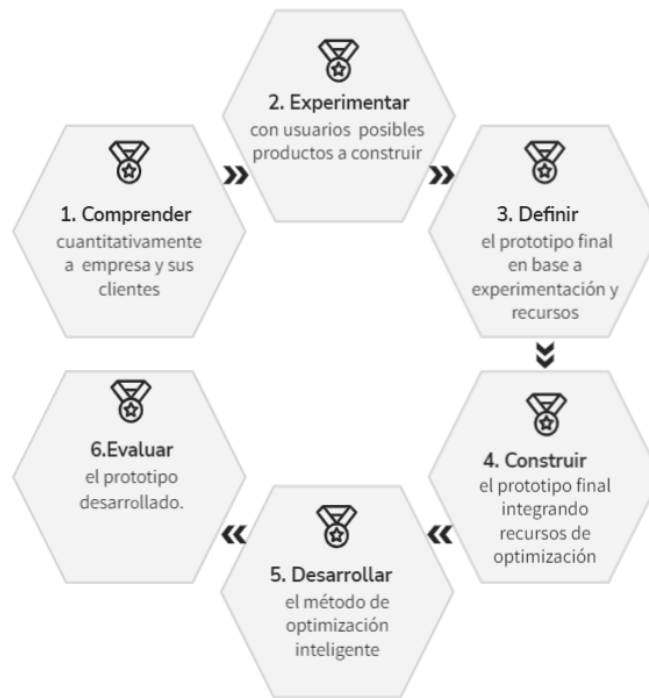 1. Comprender
cuantitativamente
a empresa y sus
clientes
2. Experimentar
con usuarios posibles
productos a construir
3. Definir
el prototipo final
en base a
experimentación y
recursos
4. Construir
el prototipo final
integrando
recursos de
optimización
5. Desarrollar
el método de
optimización
inteligente
6.Evaluar
el prototipo
desarrollado.